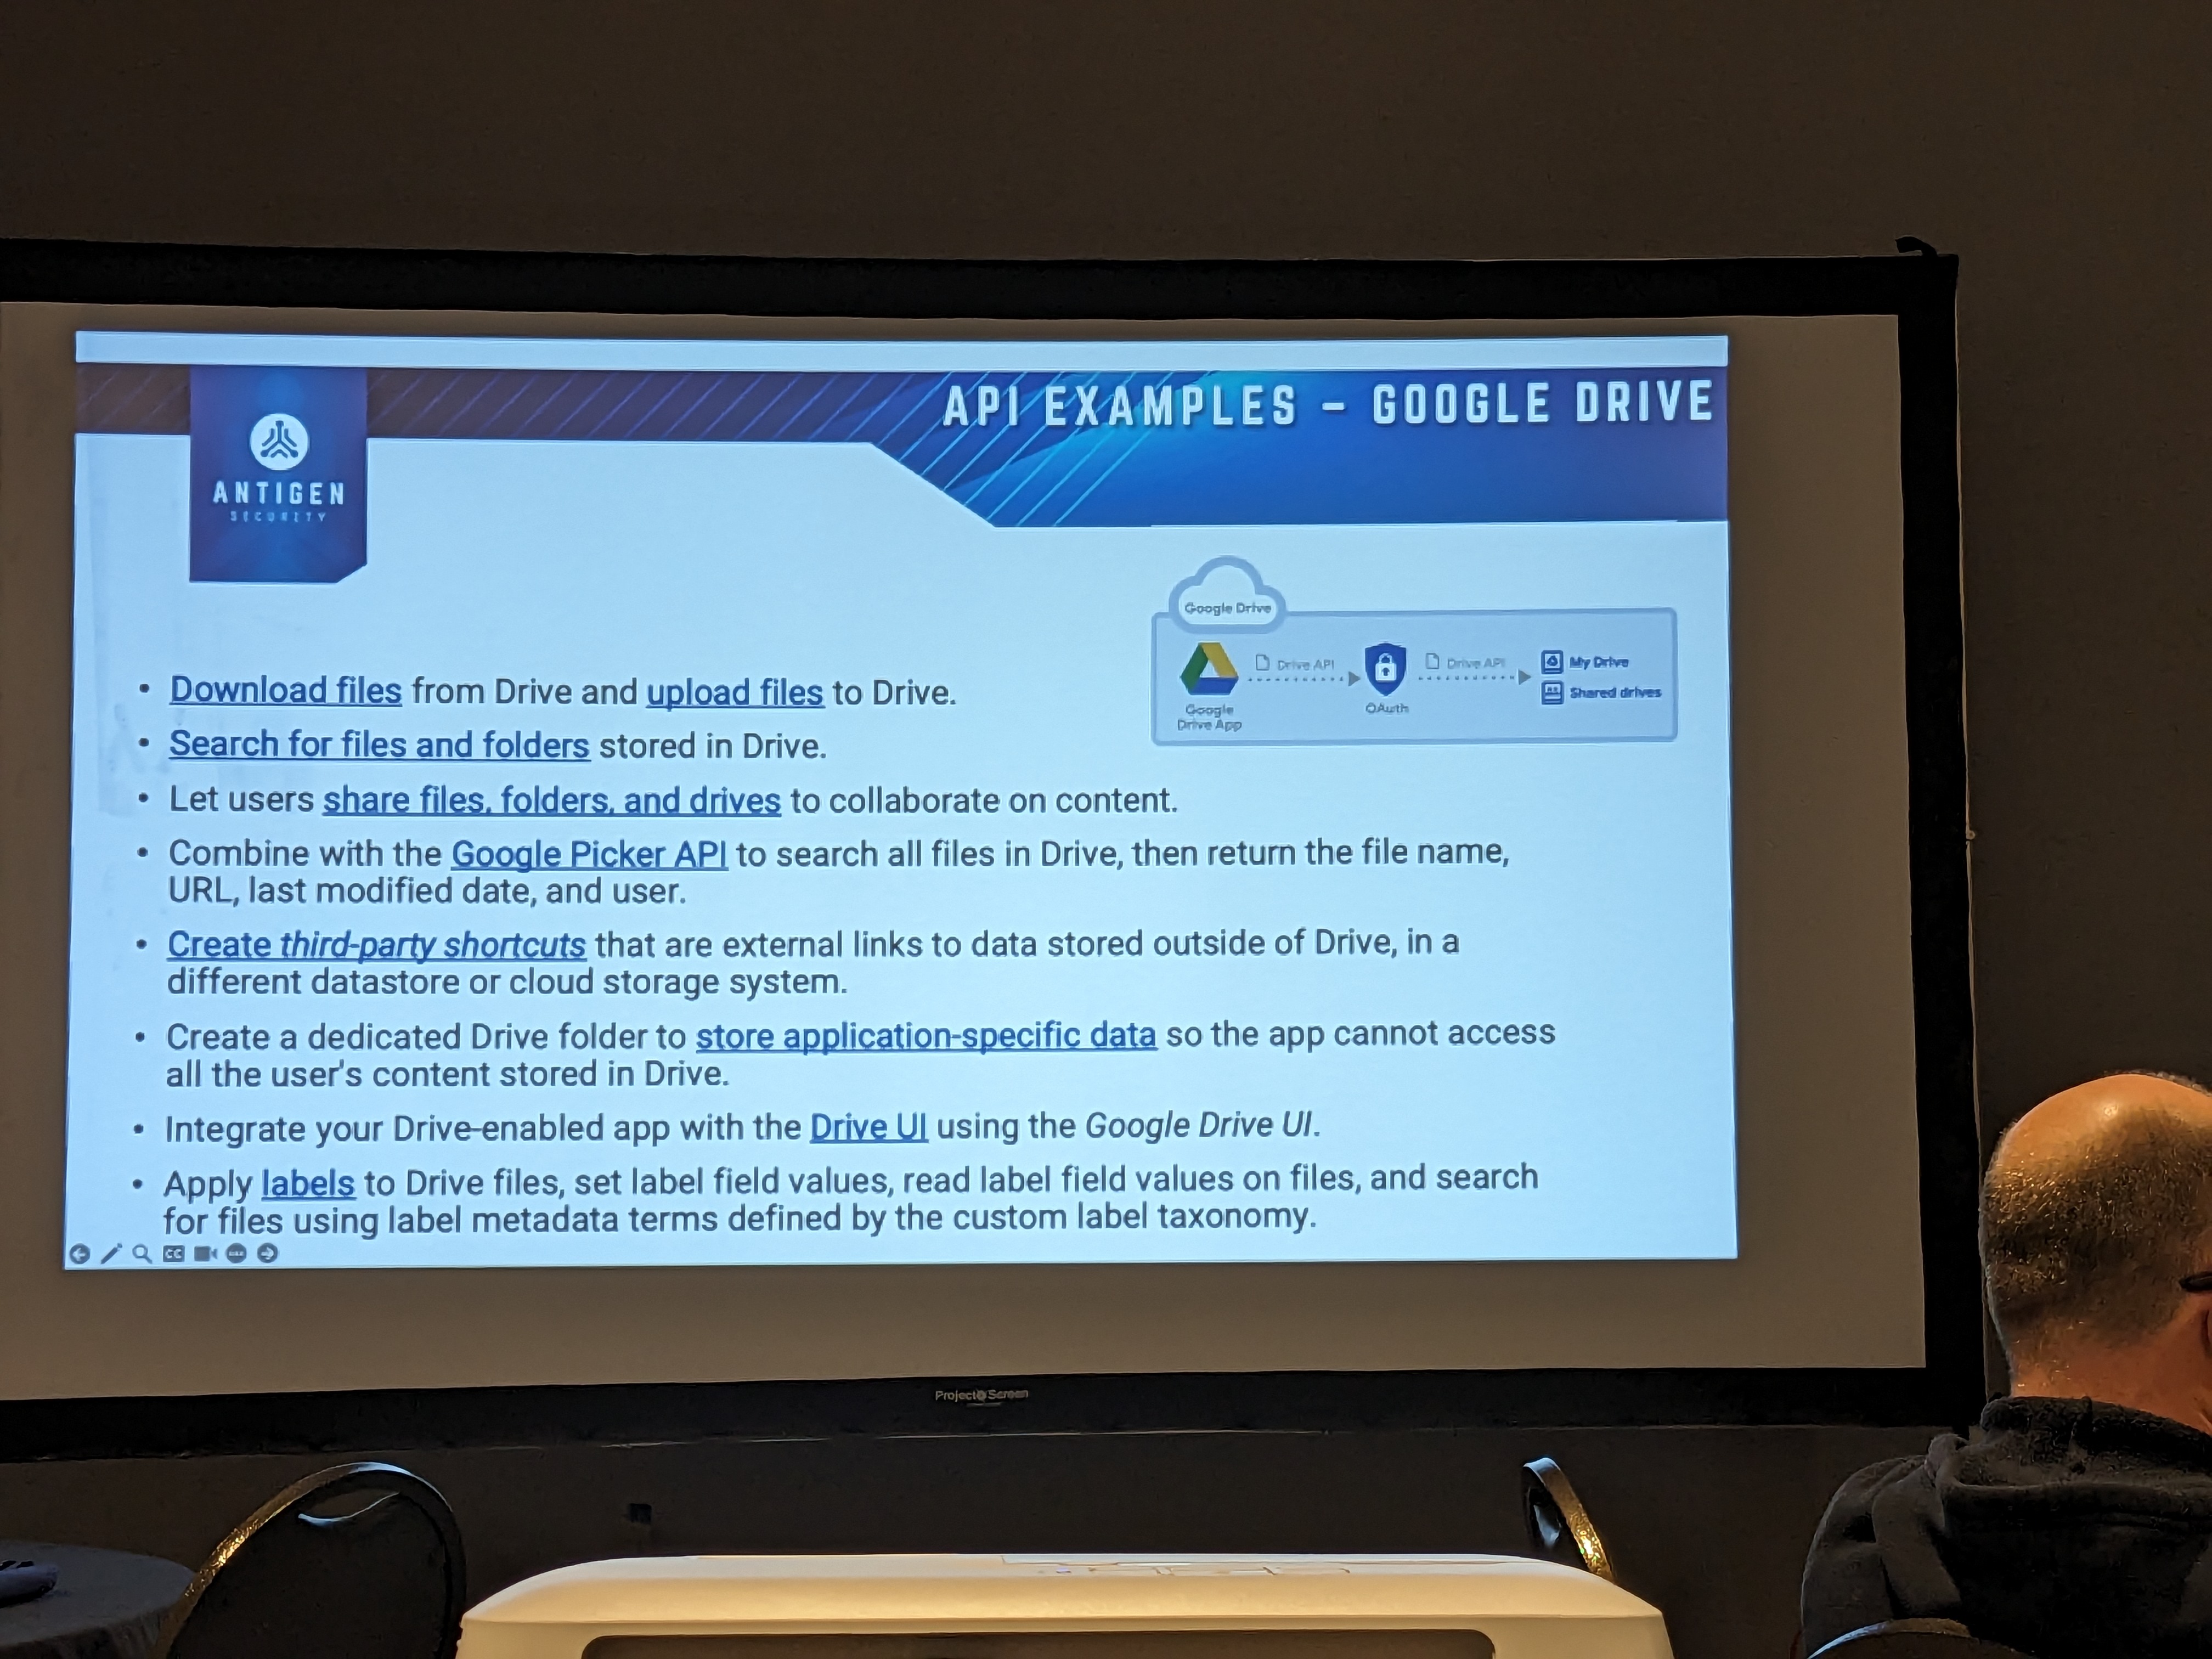 API EXAMPLES – GOOGLE DRIVE
ANTIGEN
SECURITY
Google Drive
Drive API
Drive API
My Drive
Shared drives
Google
Drive App
OAuth
• Download files from Drive and upload files to Drive.
• Search for files and folders stored in Drive.
• Let users share files, folders, and drives to collaborate on content.
• Combine with the Google Picker API to search all files in Drive, then return the file name,
URL, last modified date, and user.
• Create third-party shortcuts that are external links to data stored outside of Drive, in a
different datastore or cloud storage system.
• Create a dedicated Drive folder to store application-specific data so the app cannot access
all the user's content stored in Drive.
• Integrate your Drive-enabled app with the Drive UI using the Google Drive UI.
• Apply labels to Drive files, set label field values, read label field values on files, and search
for files using label metadata terms defined by the custom label taxonomy.
CC
Project Screen